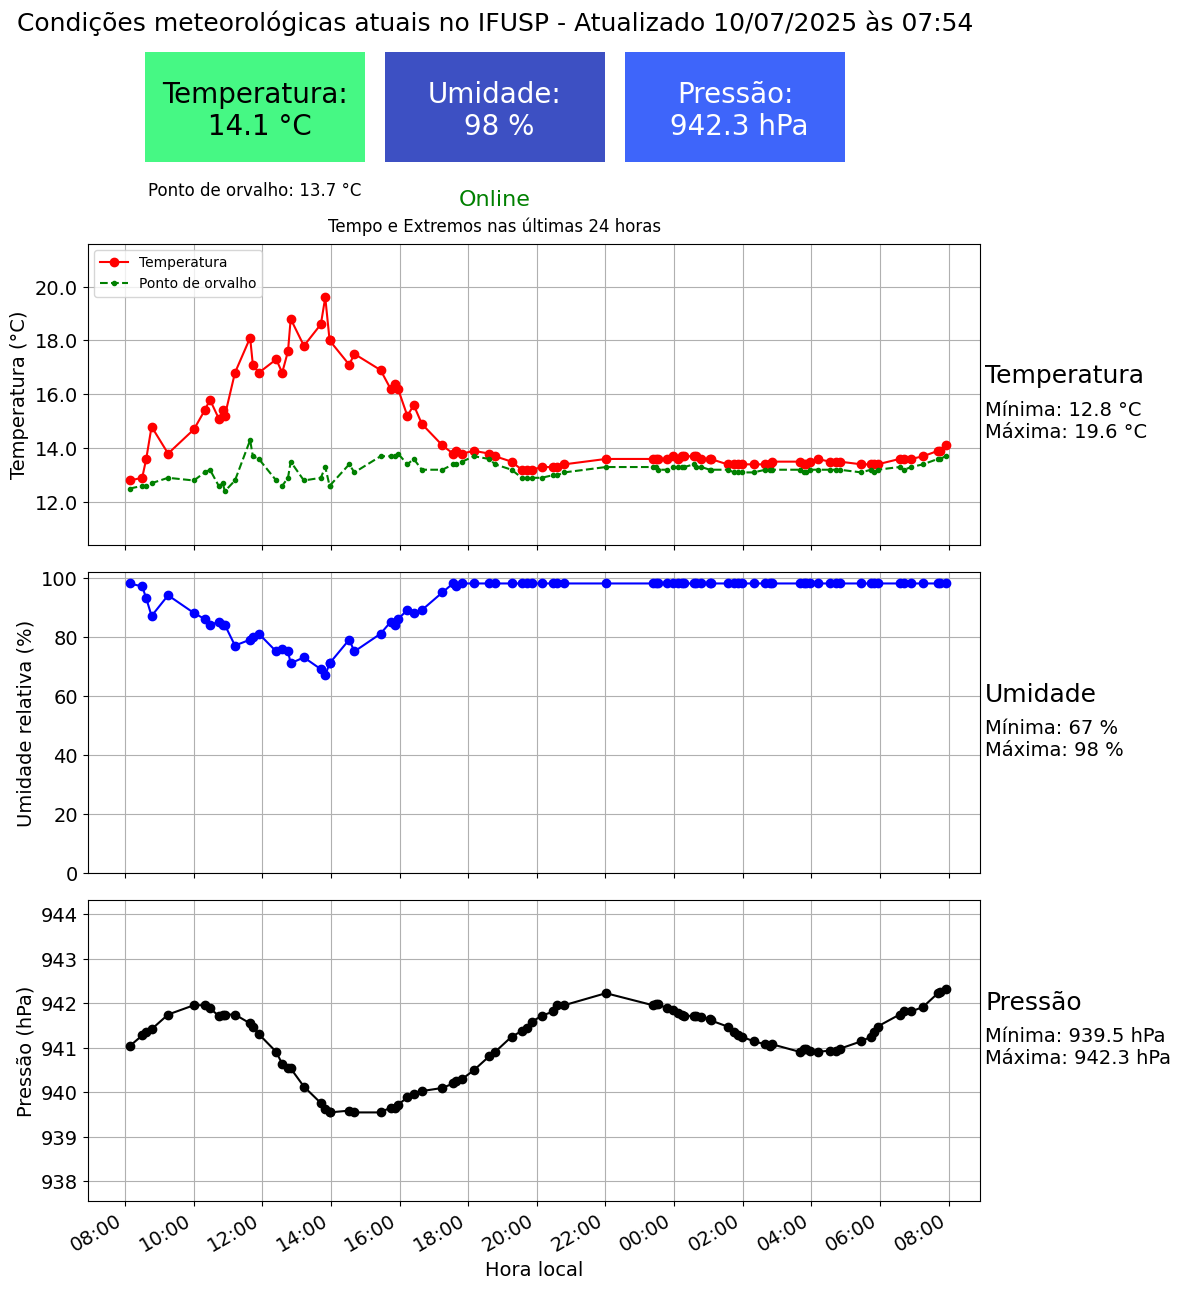 Condições meteorológicas atuais no IFUSP - Atualizado 10/07/2025 às 07:54
Temperatura:
14.1 °C
Umidade:
98 %
Pressão:
942.3 hPa
Ponto de orvalho: 13.7 °C
Online
Tempo e Extremos nas últimas 24 horas
Temperatura
Ponto de orvalho
Temperatura (°C)
20.0
18.0
16.0
14.0
12.0
Temperatura
Mínima: 12.8 °C
Máxima: 19.6 °C
Umidade relativa (%)
100
80
60
40
20
0
Umidade
Mínima: 67 %
Máxima: 98 %
Pressão (hPa)
944
943
942
941
940
939
938
Pressão
Mínima: 939.5 hPa
Máxima: 942.3 hPa
08:00
10:00
12:00
14:00
16:00
18:00
20:00
22:00
00:00
02:00
04:00
06:00
08:00
Hora local